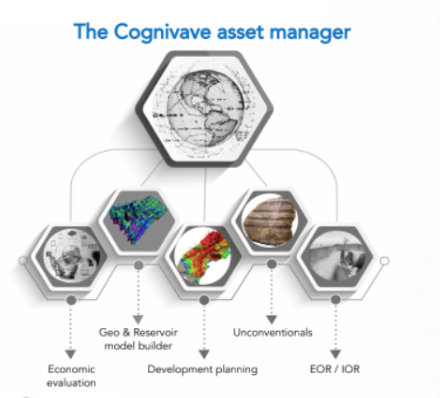 The Cognivave asset manager
Geo & Reservoir
model builder
Unconventionals
Economic
evaluation
Development planning
EOR / IOR